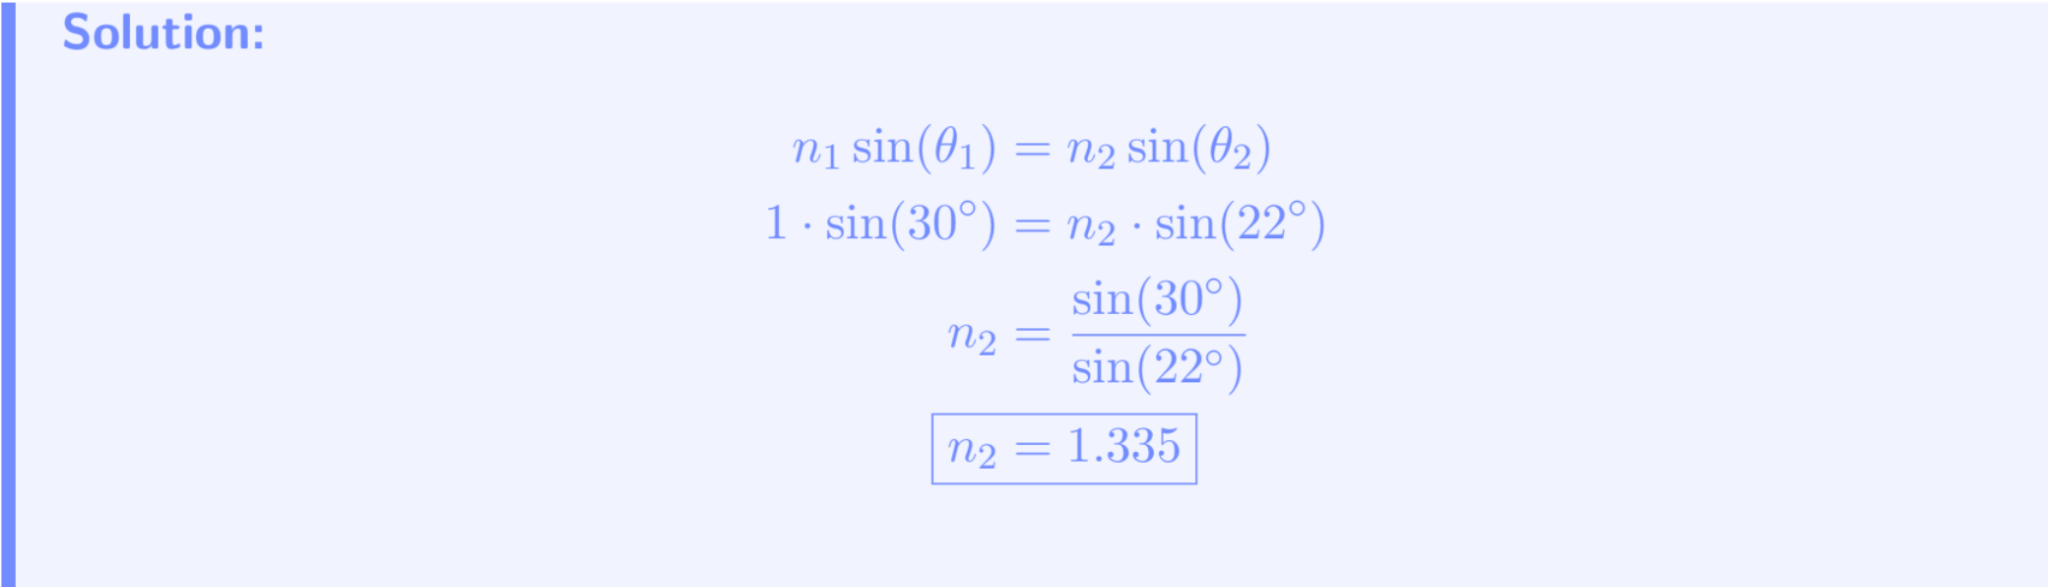 Solution:
n₁ sin(θ₁) = n₂ sin(θ₂)
1 · sin(30°) = n₂ · sin(22°)
n₂ = sin(30°) / sin(22°)
n₂ = 1.335